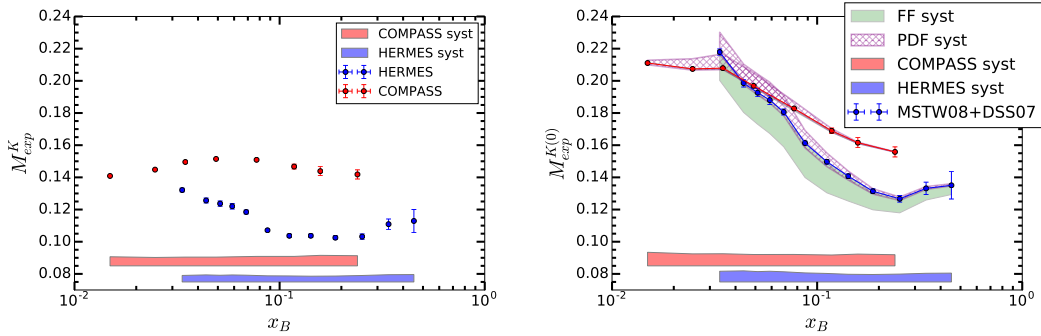 0.24
0.22
0.20
0.18
0.16
0.14
0.12
0.10
0.08
M^K_exp
10^-2
10^-1
10^0
x_B
COMPASS syst
HERMES syst
HERMES
COMPASS
0.24
0.22
0.20
0.18
0.16
0.14
0.12
0.10
0.08
M^K(0)_exp
10^-2
10^-1
10^0
x_B
FF syst
PDF syst
COMPASS syst
HERMES syst
MSTW08+DSS07